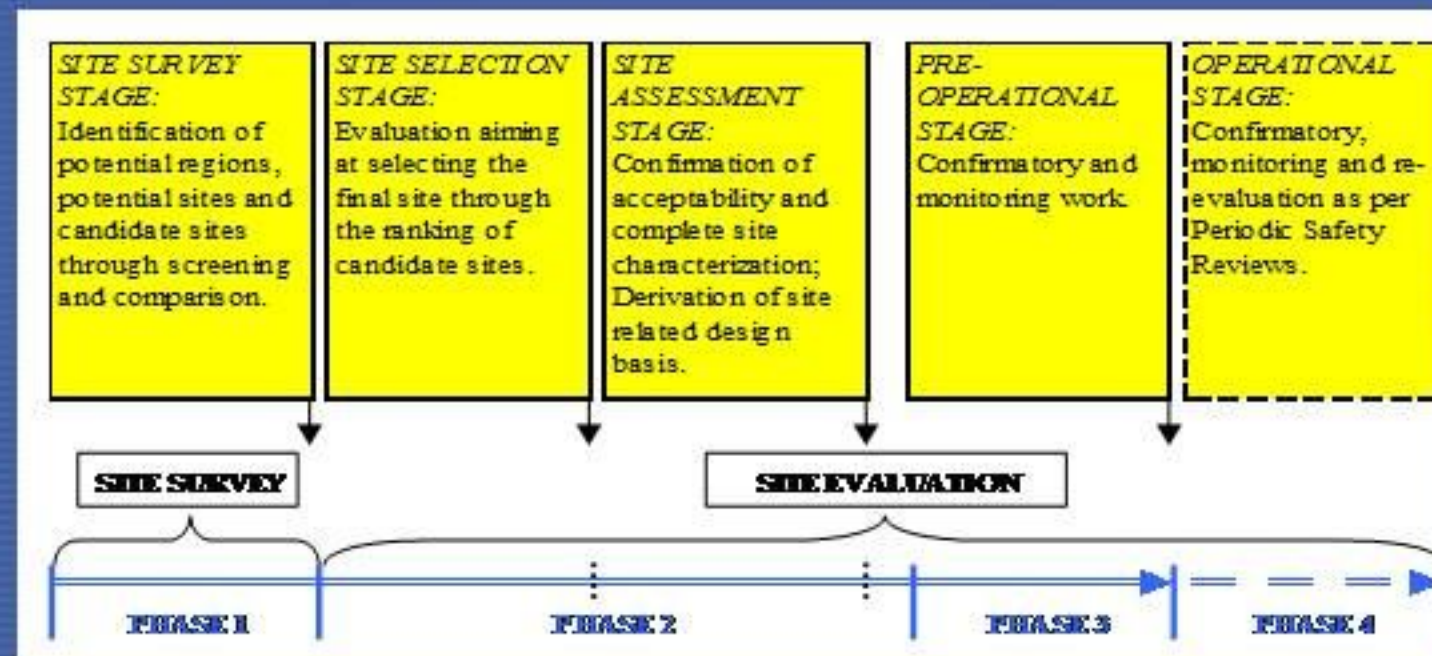 SITE SURVEY
STAGE:
Identification of
potential regions,
potential sites and
candidate sites
through screening
and comparison.
SITE SELECTION
STAGE:
Evaluation aiming
at selecting the
final site through
the ranking of
candidate sites.
SITE
ASSESSMENT
STAGE:
Confirmation of
acceptability and
complete site
characterization;
Derivation of site
related design
basis.
PRE-
OPERATIONAL
STAGE:
Confirmatory and
monitoring work.
OPERATIONAL
STAGE:
Confirmatory,
monitoring and re-
evaluation as per
Periodic Safety
Reviews.
SITE SURVEY
SITE EVALUATION
PHASE 1
PHASE 2
PHASE 3
PHASE 4